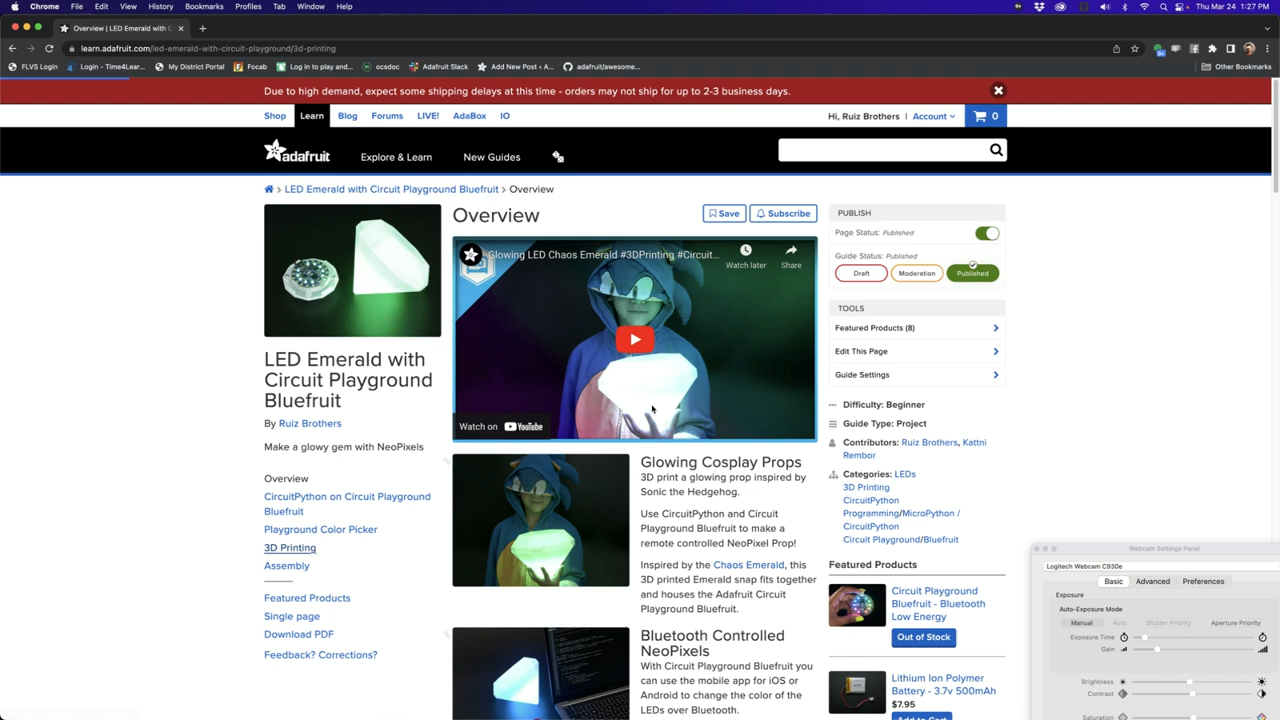 Chrome File Edit View History Bookmarks Profiles Tab Window Help Thu Mar 24 1:27 PM
Overview | LED Emerald with C
learn.adafruit.com/led-emerald-with-circuit-playground/3d-printing
FLVS Login Login - Time4Lear... My District Portal Focab Log in to play and... ocsdoc Adafruit Slack Add New Post ‹ A... adafruit/awesome... Other Bookmarks
Due to high demand, expect some shipping delays at this time - orders may not ship for up to 2-3 business days.
Shop Learn Blog Forums LIVE! AdaBox IO Hi, Ruiz Brothers | Account 0
adafruit Explore & Learn New Guides
LED Emerald with Circuit Playground Bluefruit > Overview
LED Emerald with
Circuit Playground
Bluefruit
By Ruiz Brothers
Make a glowy gem with NeoPixels
Overview
CircuitPython on Circuit Playground
Bluefruit
Playground Color Picker
3D Printing
Assembly
Featured Products
Single page
Download PDF
Feedback? Corrections?
Overview Save Subscribe
Glowing LED Chaos Emerald #3DPrinting #Circuit...
Watch later Share
Watch on YouTube
Glowing Cosplay Props
3D print a glowing prop inspired by
Sonic the Hedgehog.
Use CircuitPython and Circuit
Playground Bluefruit to make a
remote controlled NeoPixel Prop!
Inspired by the Chaos Emerald, this
3D printed Emerald snap fits together
and houses the Adafruit Circuit
Playground Bluefruit.
Bluetooth Controlled
NeoPixels
With Circuit Playground Bluefruit you
can use the mobile app for iOS or
Android to change the color of the
LEDs over Bluetooth.
PUBLISH
Page Status: Published
Guide Status: Published
Draft Moderation Published
TOOLS
Featured Products (8)
Edit This Page
Guide Settings
Difficulty: Beginner
Guide Type: Project
Contributors: Ruiz Brothers, Kattni
Rembor
Categories: LEDs
3D Printing
CircuitPython
Programming/MicroPython /
CircuitPython
Circuit Playground/Bluefruit
Featured Products
Circuit Playground
Bluefruit - Bluetooth
Low Energy
Out of Stock
Lithium Ion Polymer
Battery - 3.7v 500mAh
$7.95
Add to Cart
Webcam Settings Panel
Logitech Webcam C930e
Basic Advanced Preferences
Exposure
Auto-Exposure Mode
Manual Auto Shutter Priority Aperture Priority
Exposure Time
Gain
Brightness
Contrast
Saturation